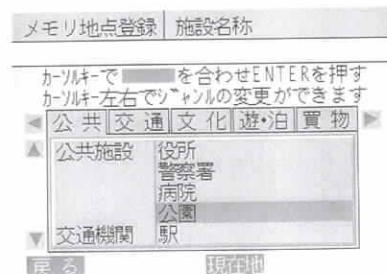 メモリ地点登録 施設名称
カーソルキーで を合わせENTERを押す
カーソルキー左右でジャンルの変更ができます
◀ 公共 交通 文化 遊・泊 買物 ▶
▲ 公共施設 役所
警察署
病院
公園
▼ 交通機関 駅
戻る 現在地